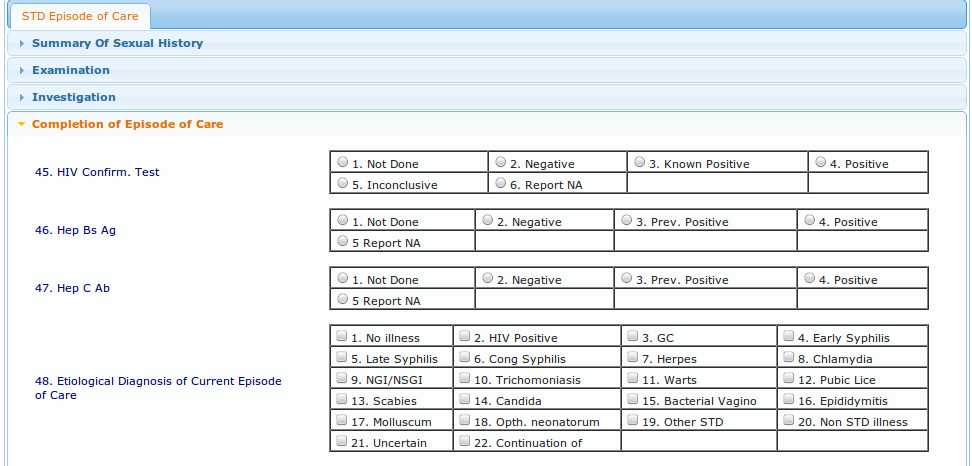 STD Episode of Care
Summary Of Sexual History
Examination
Investigation
Completion of Episode of Care
45. HIV Confirm. Test
1. Not Done 2. Negative 3. Known Positive 4. Positive
5. Inconclusive 6. Report NA
46. Hep Bs Ag
1. Not Done 2. Negative 3. Prev. Positive 4. Positive
5 Report NA
47. Hep C Ab
1. Not Done 2. Negative 3. Prev. Positive 4. Positive
5 Report NA
48. Etiological Diagnosis of Current Episode
of Care
1. No illness 2. HIV Positive 3. GC 4. Early Syphilis
5. Late Syphilis 6. Cong Syphilis 7. Herpes 8. Chlamydia
9. NGI/NSGI 10. Trichomoniasis 11. Warts 12. Pubic Lice
13. Scabies 14. Candida 15. Bacterial Vagino 16. Epididymitis
17. Molluscum 18. Opth. neonatorum 19. Other STD 20. Non STD illness
21. Uncertain 22. Continuation of